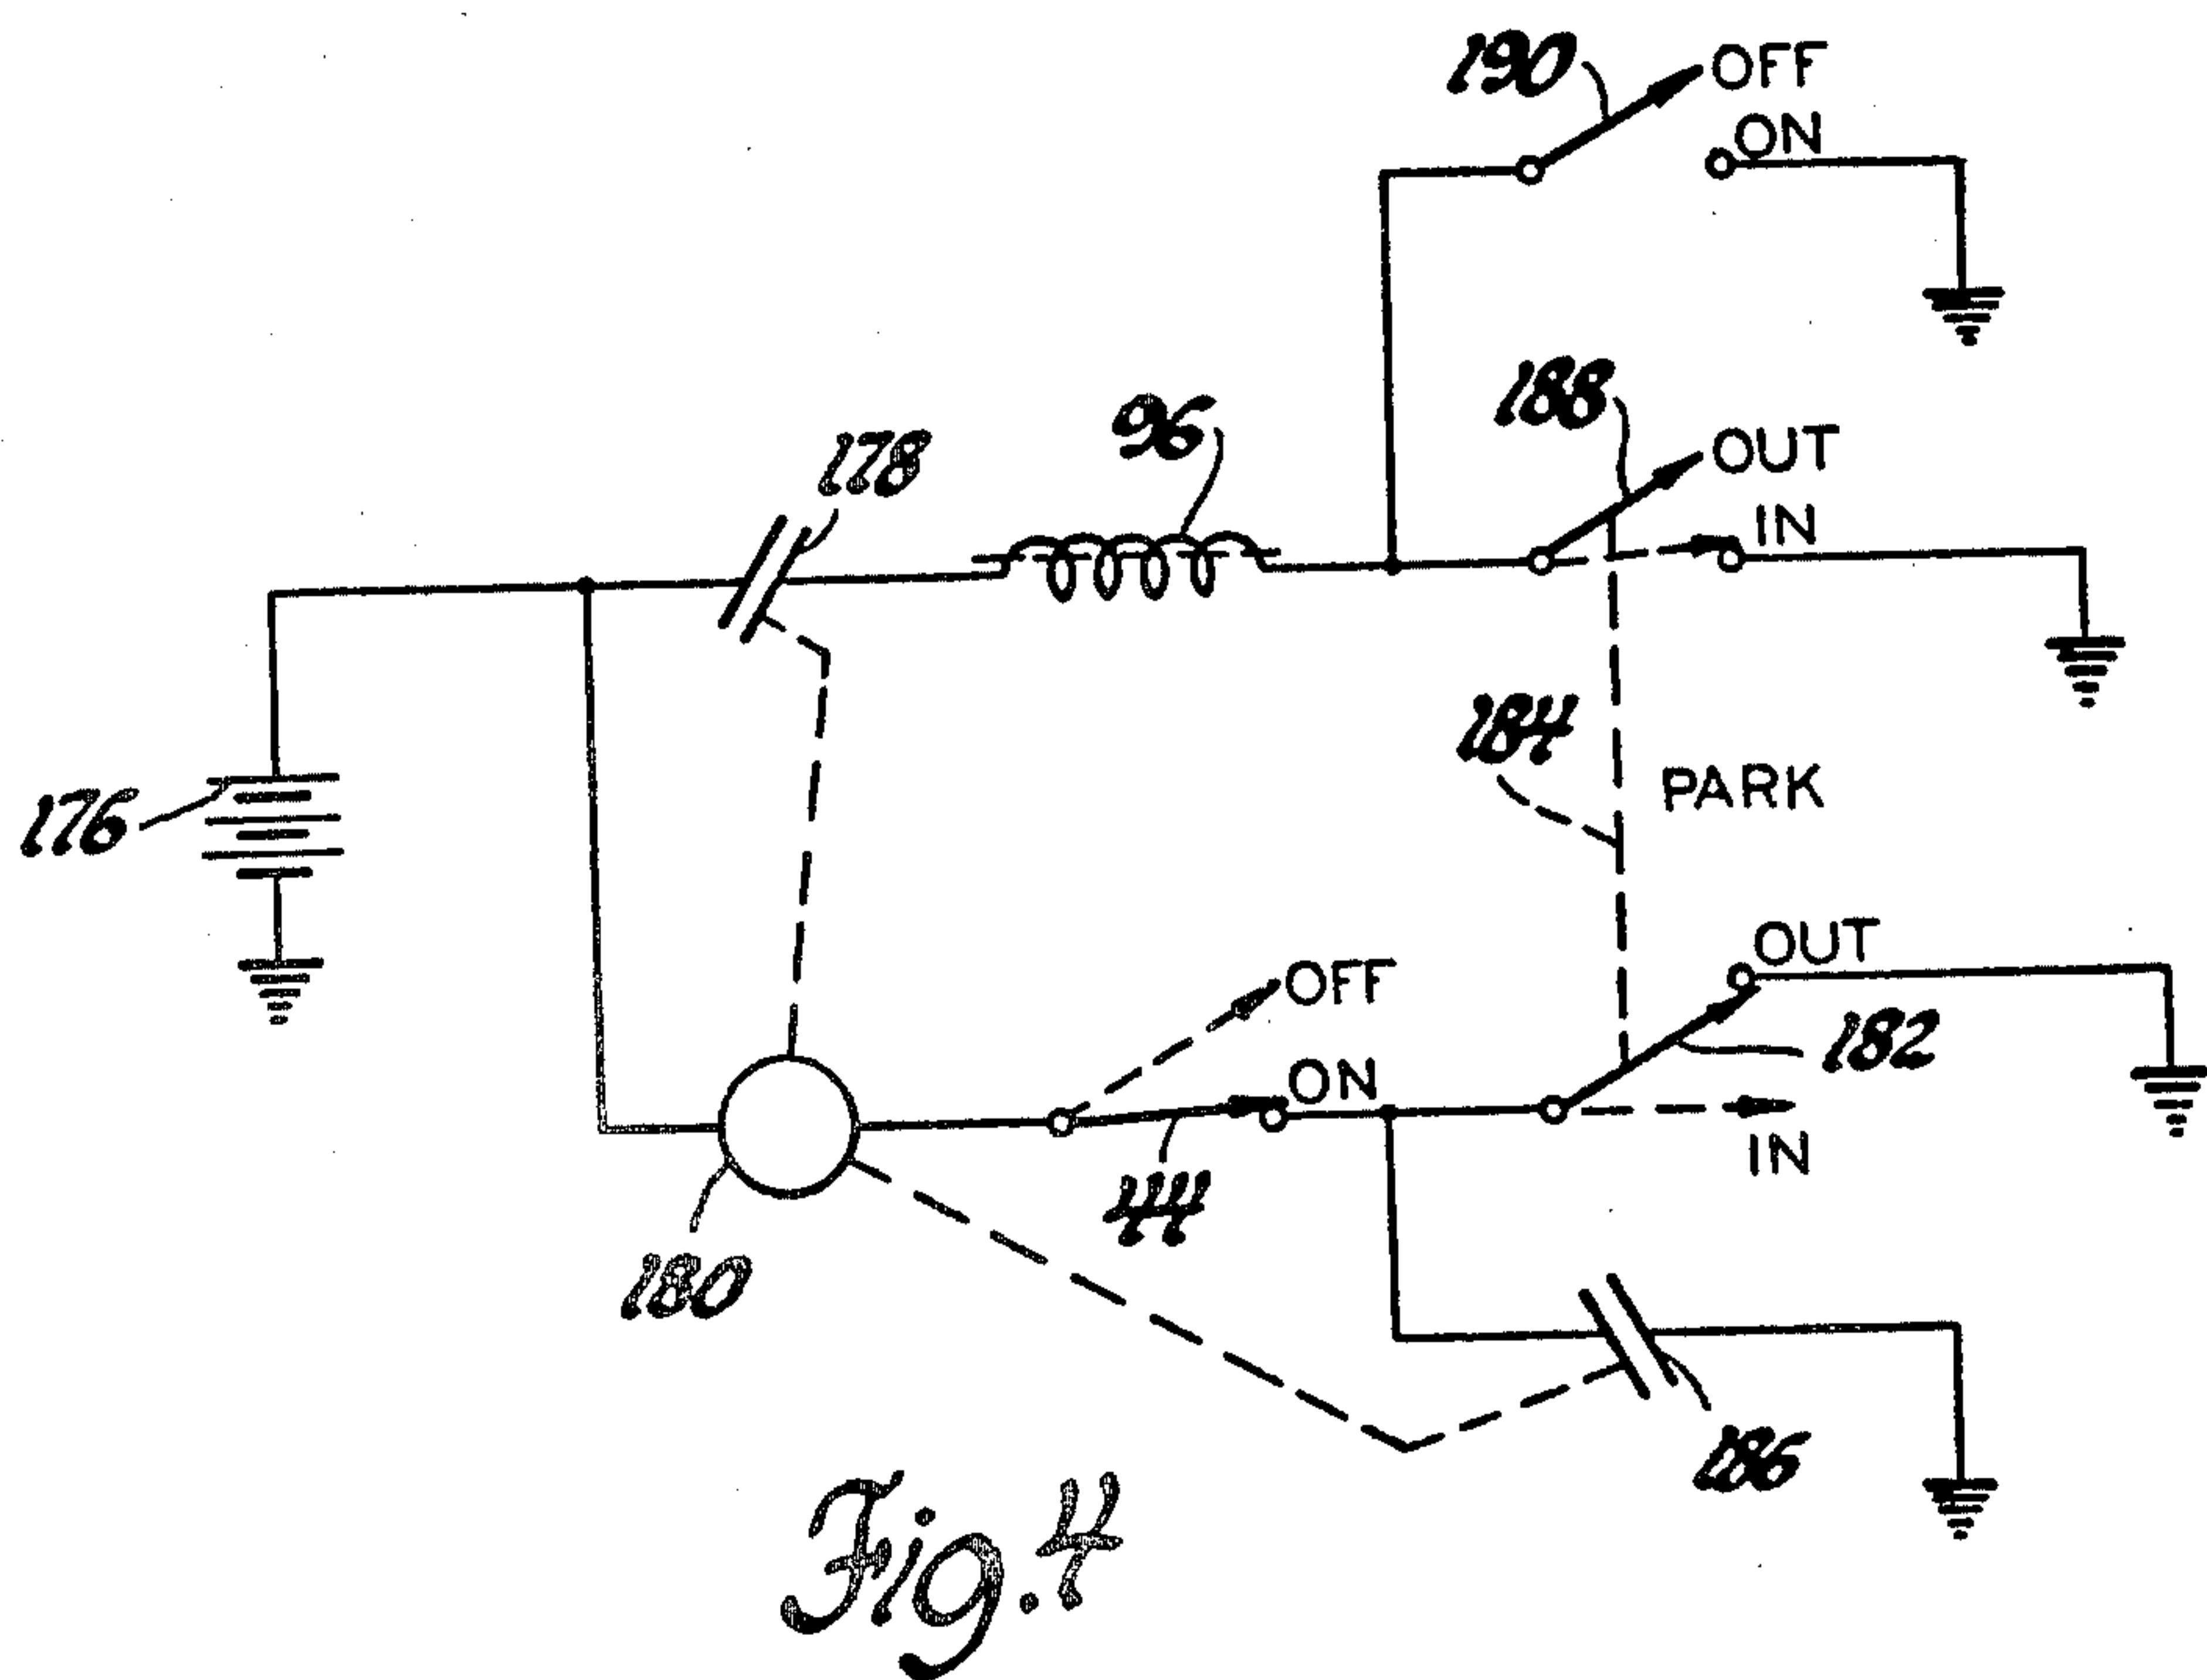 190
OFF
ON
188
OUT
IN
96
178
184
PARK
176
OUT
OFF
182
ON
IN
44
180
186
Fig. 4